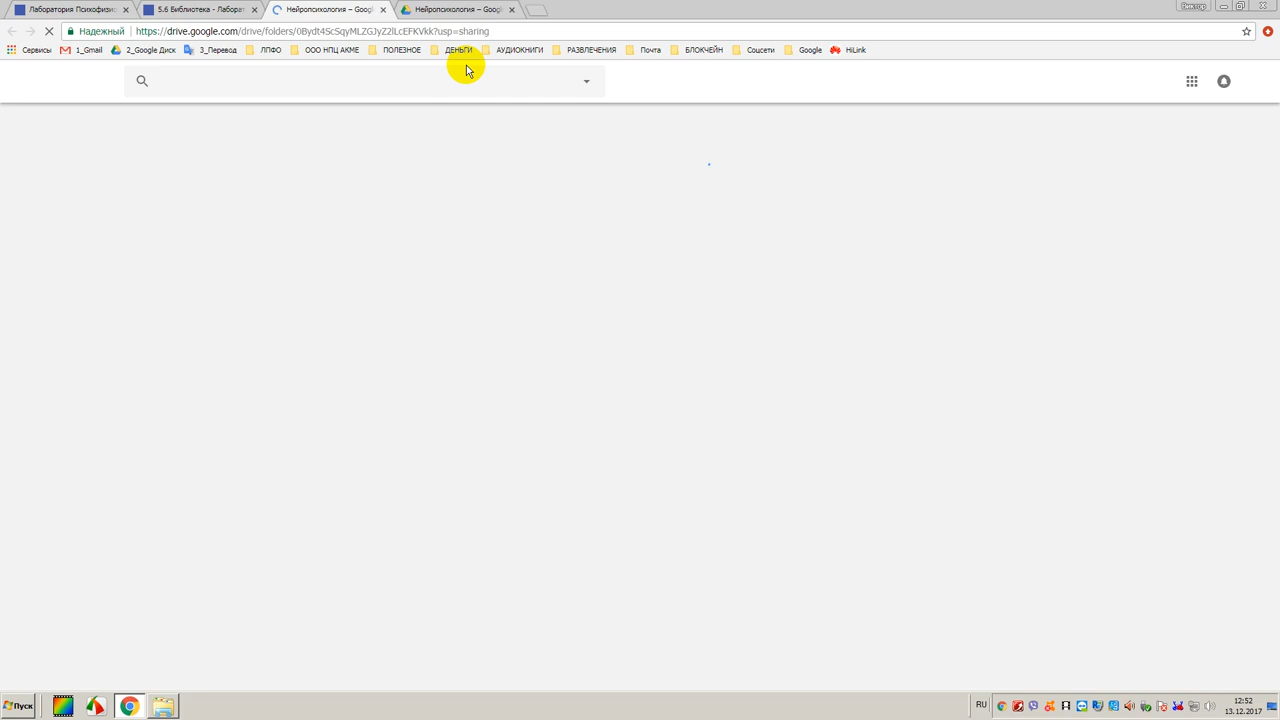 Лаборатория Психофизи 5.6 Библиотека - Лаборат Нейропсихология – Googl Нейропсихология – Googl Виктор
Надежный https://drive.google.com/drive/folders/0Bydt4ScSqyMLZGJyZ2lLcEFKVkk?usp=sharing
Сервисы 1_Gmail 2_Google Диск 3_Перевод ЛПФО ООО НПЦ АКМЕ ПОЛЕЗНОЕ ДЕНЬГИ АУДИОКНИГИ РАЗВЛЕЧЕНИЯ Почта БЛОКЧЕЙН Соцсети Google HiLink
Пуск RU 12:52
13.12.2017